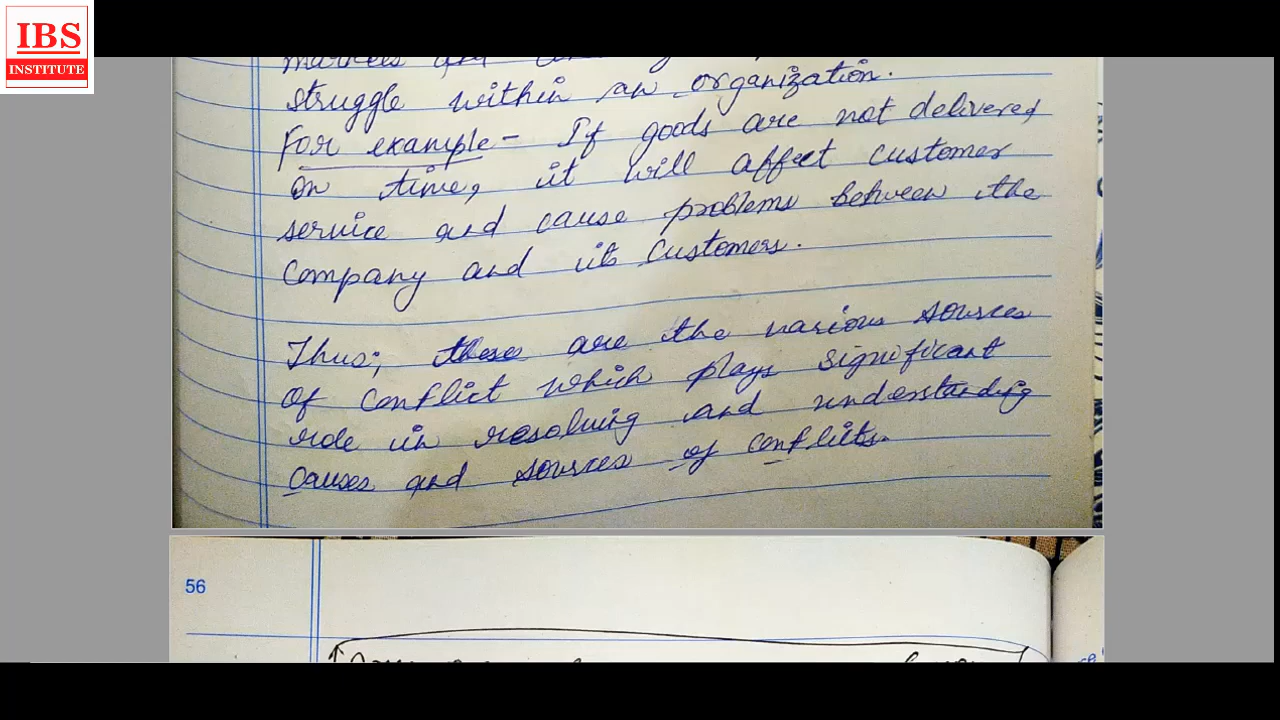 IBS
INSTITUTE
and
struggle within an organization.
For example - If goods are not delivered
on time, it will affect customer
service and cause problems between the
Company and its Customers.
Thus, these are the various sources
of conflict which plays significant
role in resolving and understanding
Causes and sources of conflicts.
56